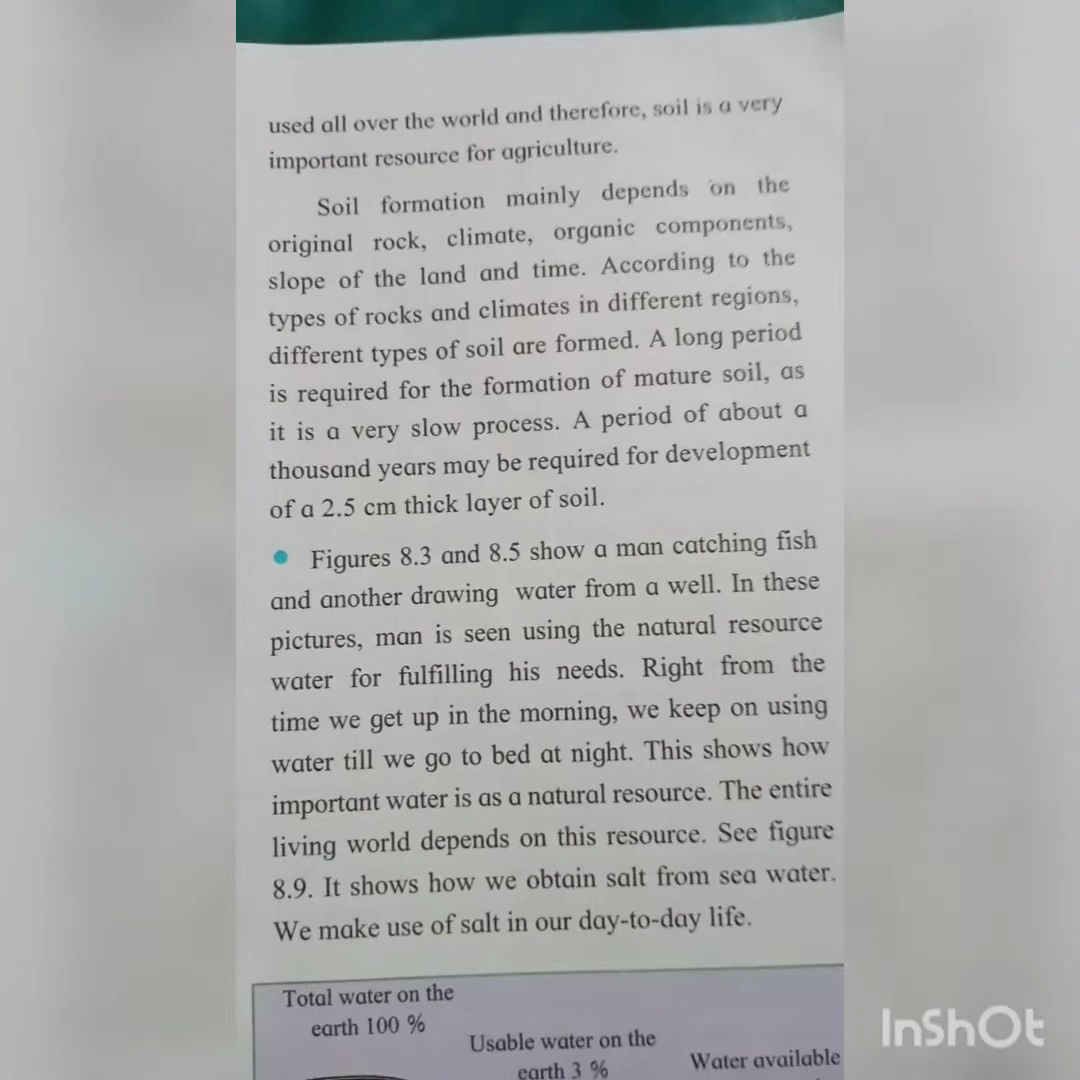 used all over the world and therefore, soil is a very
important resource for agriculture.
Soil formation mainly depends on the
original rock, climate, organic components,
slope of the land and time. According to the
types of rocks and climates in different regions,
different types of soil are formed. A long period
is required for the formation of mature soil, as
it is a very slow process. A period of about a
thousand years may be required for development
of a 2.5 cm thick layer of soil.
• Figures 8.3 and 8.5 show a man catching fish
and another drawing water from a well. In these
pictures, man is seen using the natural resource
water for fulfilling his needs. Right from the
time we get up in the morning, we keep on using
water till we go to bed at night. This shows how
important water is as a natural resource. The entire
living world depends on this resource. See figure
8.9. It shows how we obtain salt from sea water.
We make use of salt in our day-to-day life.
Total water on the
earth 100 %
Usable water on the
earth 3 %
Water available
InShOt